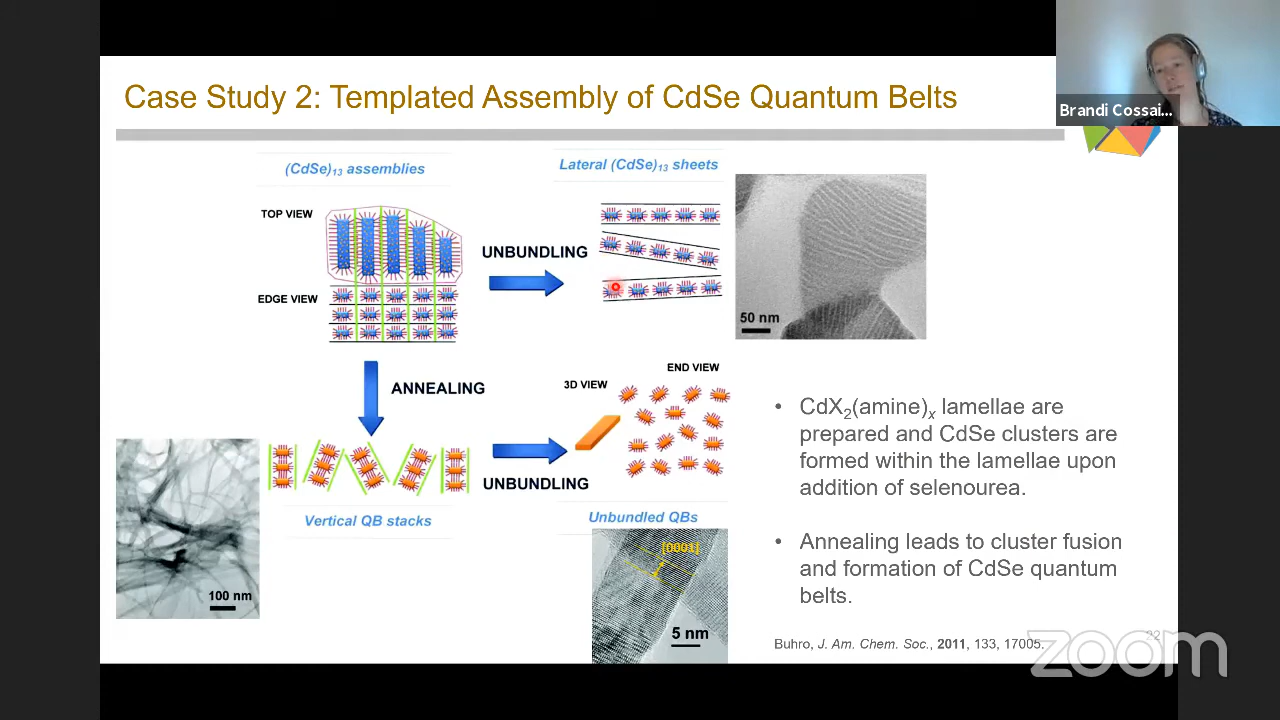 Case Study 2: Templated Assembly of CdSe Quantum Belts
Brandi Cossai...
(CdSe)₁₃ assemblies
Lateral (CdSe)₁₃ sheets
TOP VIEW
UNBUNDLING
EDGE VIEW
50 nm
ANNEALING
3D VIEW
END VIEW
UNBUNDLING
Vertical QB stacks
Unbundled QBs
100 nm
[0001]
5 nm
• CdX₂(amine)ₓ lamellae are
prepared and CdSe clusters are
formed within the lamellae upon
addition of selenourea.
• Annealing leads to cluster fusion
and formation of CdSe quantum
belts.
Buhro, J. Am. Chem. Soc., 2011, 133, 17005.
22
zoom